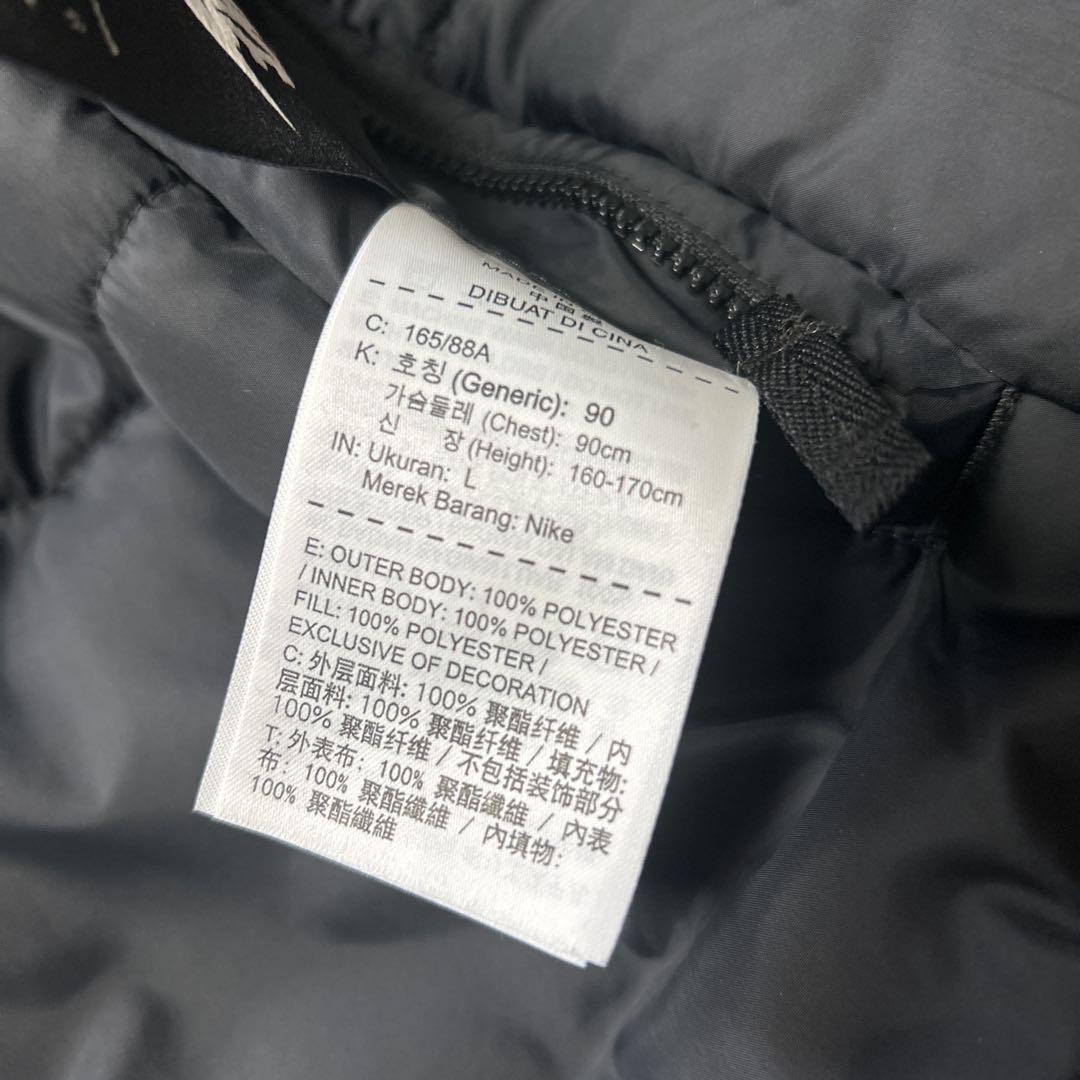 DIBUAT DI CINA
C: 165/88A
K: 호칭 (Generic): 90
가슴둘레 (Chest): 90cm
신 장 (Height): 160-170cm
IN: Ukuran: L
Merek Barang: Nike
E: OUTER BODY: 100% POLYESTER
/ INNER BODY: 100% POLYESTER /
FILL: 100% POLYESTER /
EXCLUSIVE OF DECORATION
C: 外层面料: 100% 聚酯纤维 / 内
层面料: 100% 聚酯纤维 / 填充物:
100% 聚酯纤维 / 不包括装饰部分
T: 外表布: 100% 聚酯纖維 / 內表
布: 100% 聚酯纖維 / 內填物:
100% 聚酯纖維